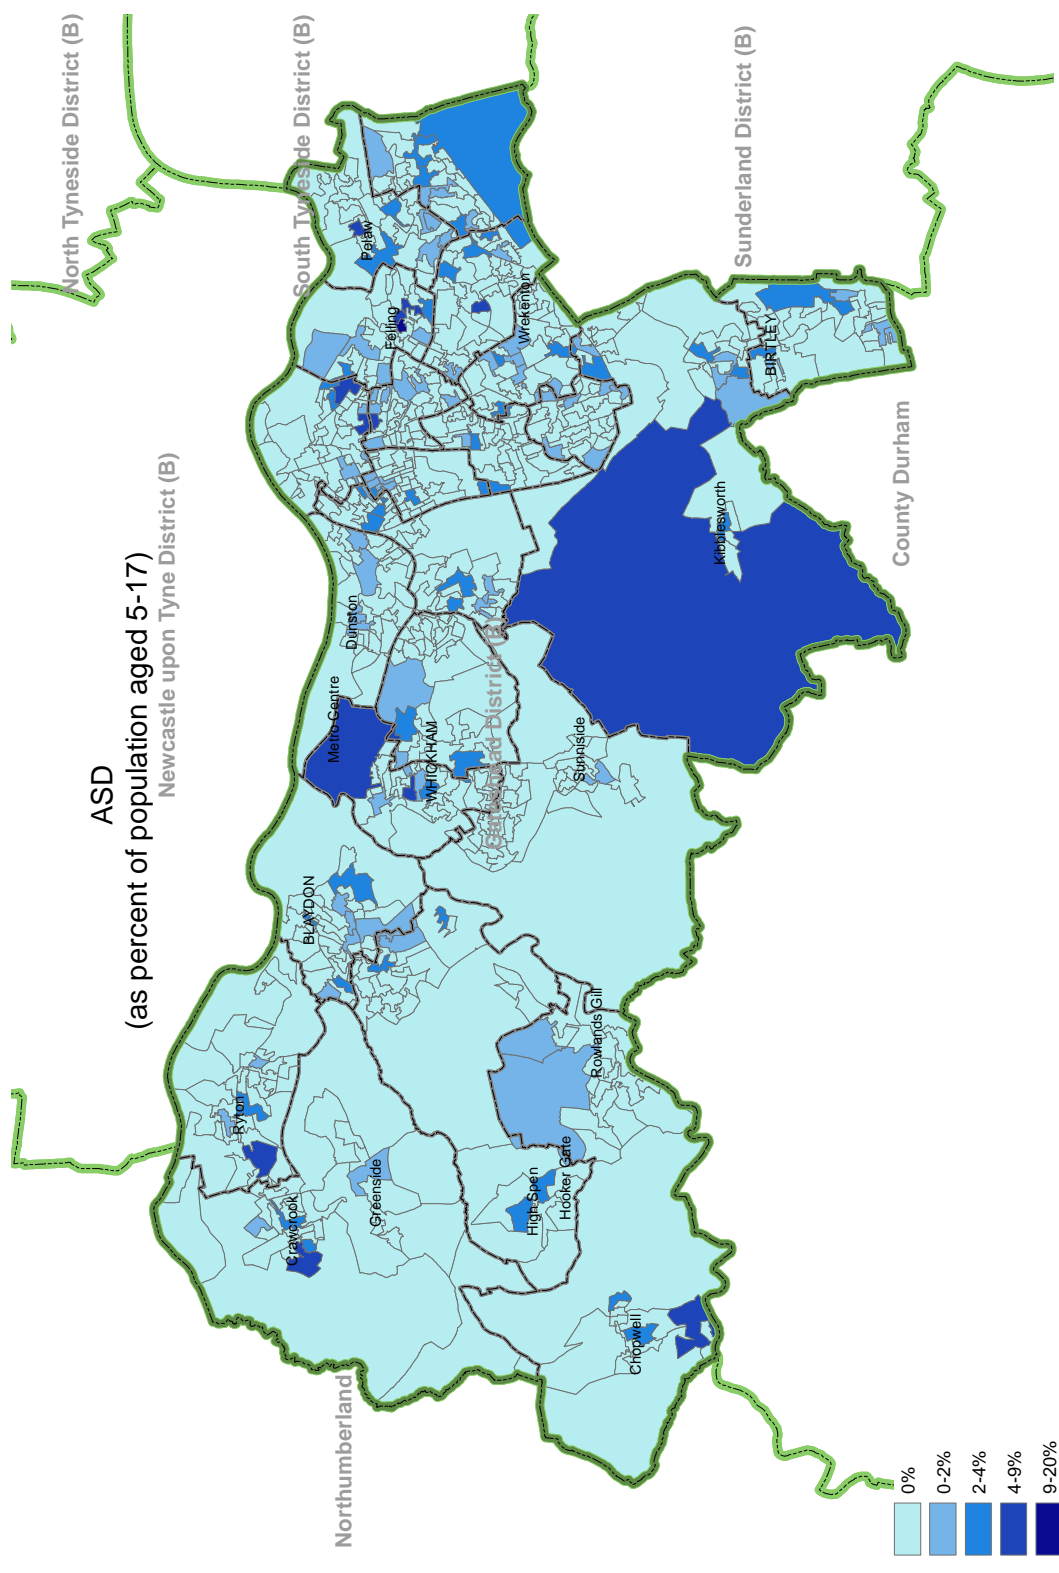 ASD
(as percent of population aged 5-17)
North Tyneside District (B)
Newcastle upon Tyne District (B)
South Tyneside District (B)
Sunderland District (B)
County Durham
Northumberland
Gateshead District (B)
Ryton
Crawcrook
Greenside
BLAYDON
Metro Centre
Dunston
WHICKHAM
Sunniside
Felling
Pelaw
Wrekenton
BIRTLEY
Kibblesworth
Rowlands Gill
High Spen
Hooker Gate
Chopwell
0%
0-2%
2-4%
4-9%
9-20%